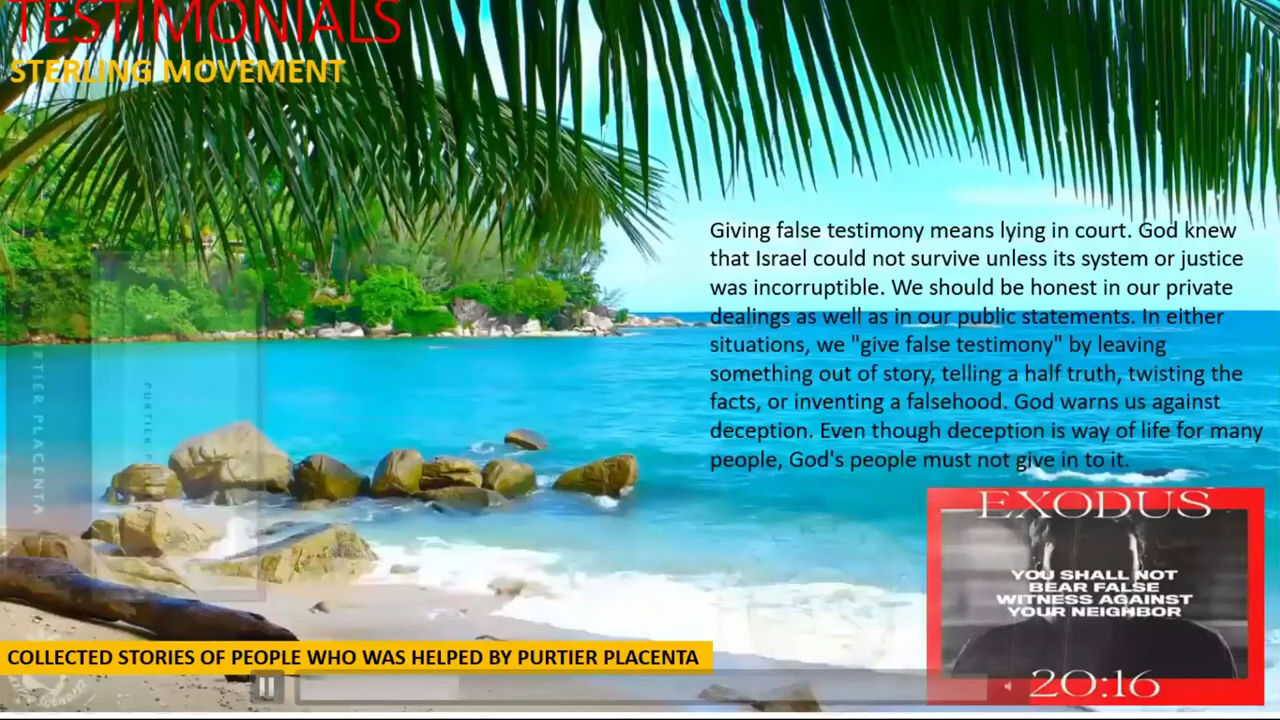 TESTIMONIALS
STERLING MOVEMENT
Giving false testimony means lying in court. God knew
that Israel could not survive unless its system or justice
was incorruptible. We should be honest in our private
dealings as well as in our public statements. In either
situations, we "give false testimony" by leaving
something out of story, telling a half truth, twisting the
facts, or inventing a falsehood. God warns us against
deception. Even though deception is way of life for many
people, God's people must not give in to it.
RTIER PLACENTA
PURTIER P
EXODUS
YOU SHALL NOT
BEAR FALSE
WITNESS AGAINST
YOUR NEIGHBOR
20:16
COLLECTED STORIES OF PEOPLE WHO WAS HELPED BY PURTIER PLACENTA